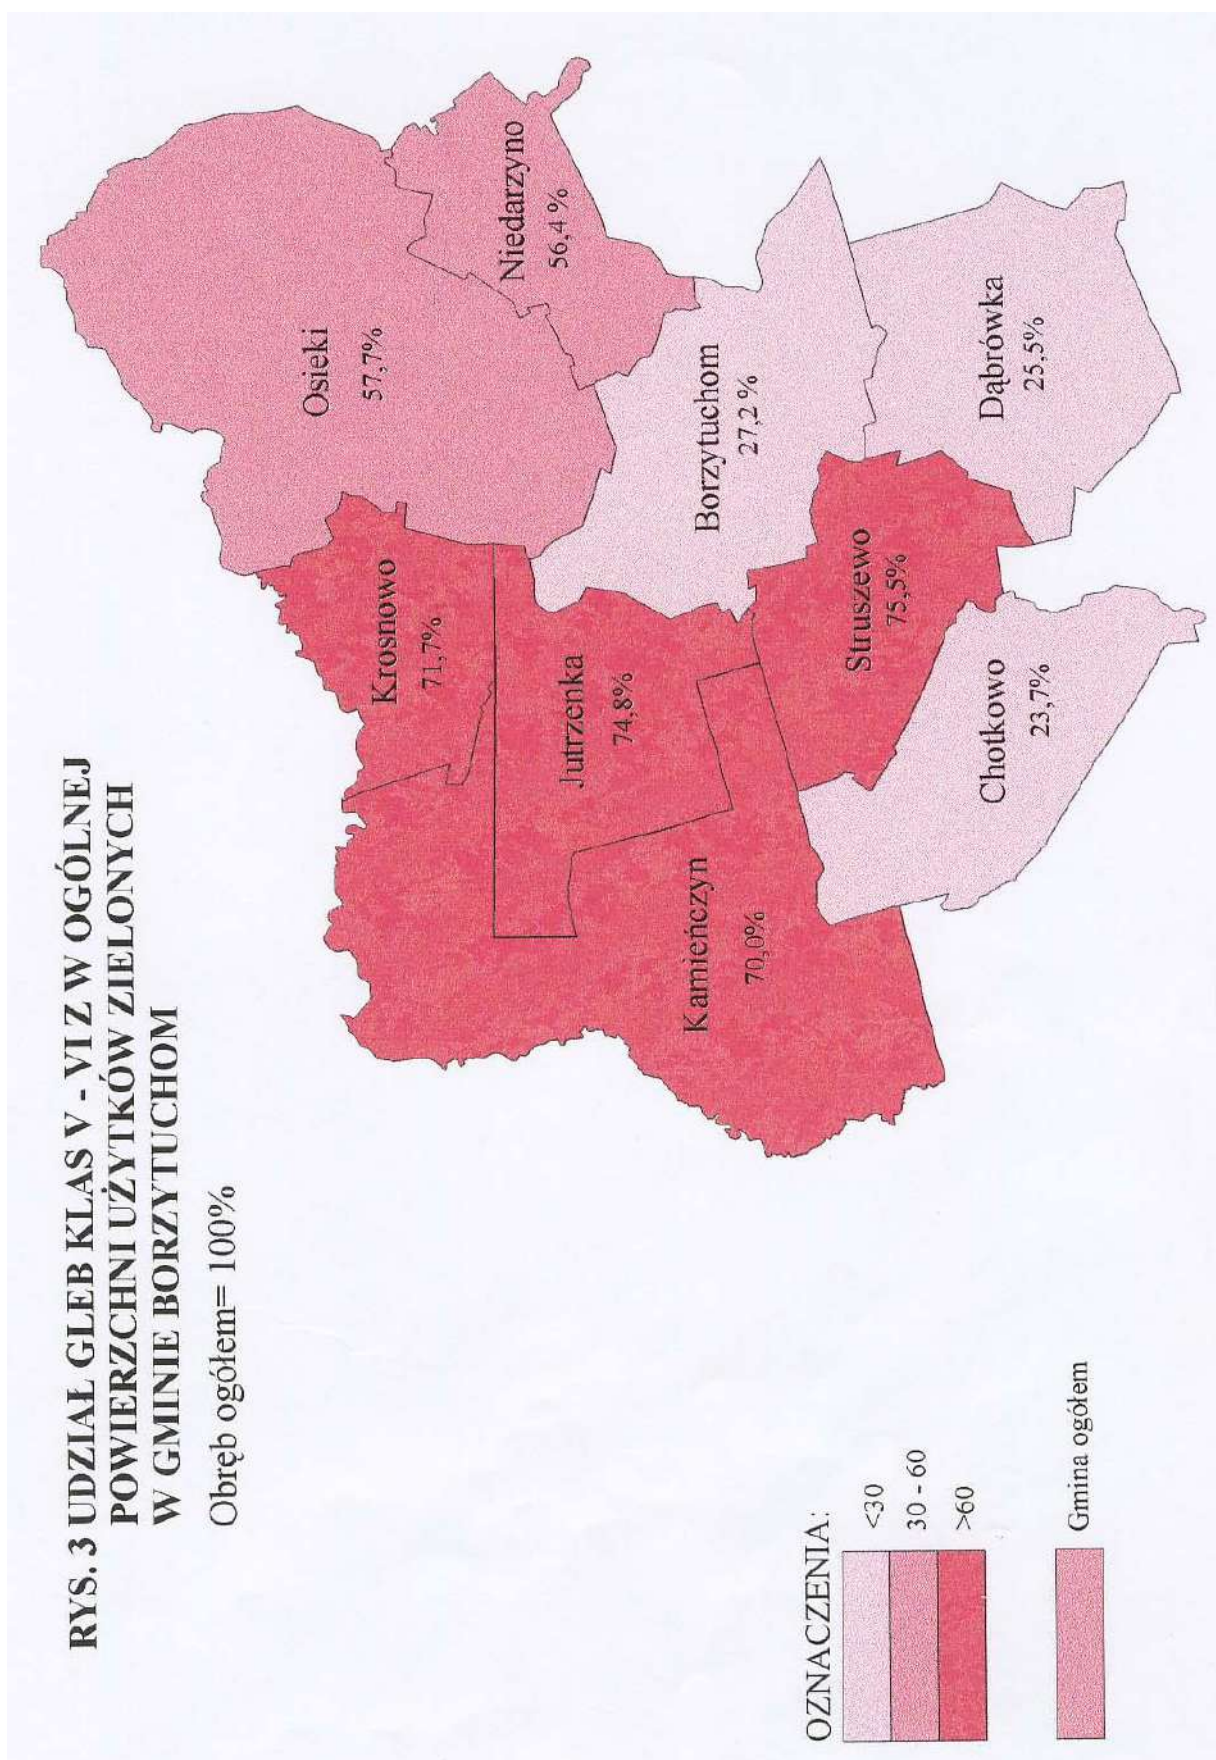 RYS. 3 UDZIAŁ GLEB KLAS V - VI Z W OGÓLNEJ
POWIERZCHNI UŻYTKÓW ZIELONYCH
W GMINIE BORZYTUCHOM
Obręb ogółem= 100%
Osieki
57,7%
Niedarzyno
56,4 %
Krosnowo
71,7%
Jutrzenka
74,8%
Borzytuchom
27,2 %
Kamieńczyn
70,0%
Struszewo
75,5%
Dąbrówka
25,5%
Chotkowo
23,7%
OZNACZENIA:
<30
30 - 60
>60
Gmina ogółem